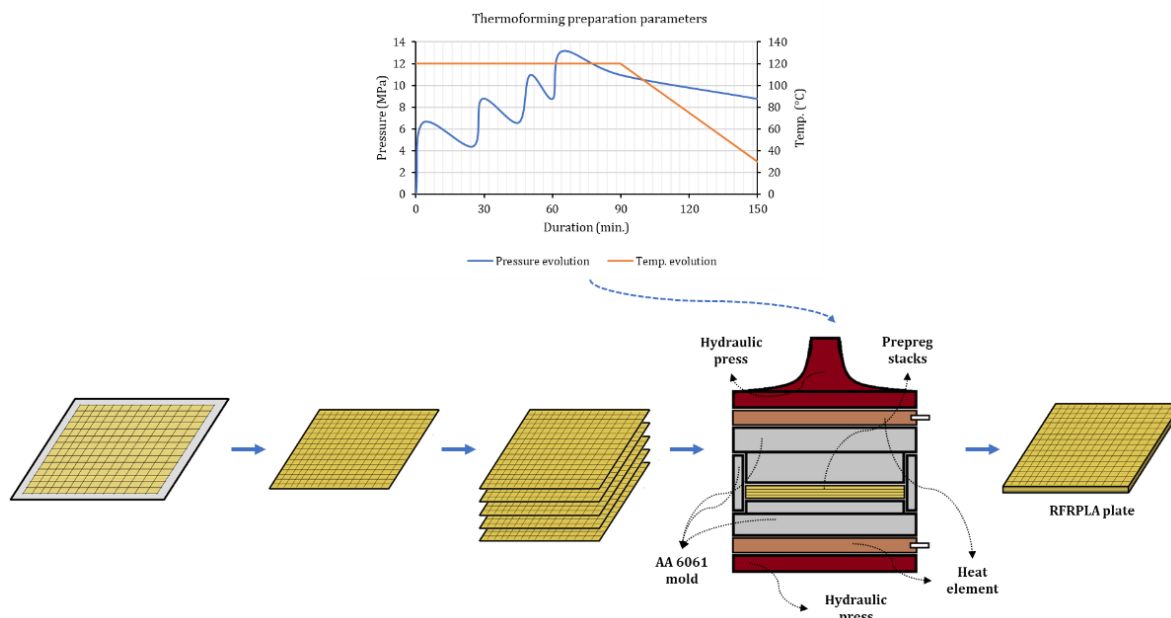 Thermoforming preparation parameters
14
12
10
8
6
4
2
0
Pressure (MPa)
140
120
100
80
60
40
20
0
Temp. (°C)
0 30 60 90 120 150
Duration (min.)
Pressure evolution Temp. evolution
Hydraulic
press
Prepreg
stacks
AA 6061
mold
Heat
element
Hydraulic
press
RFRPLA plate